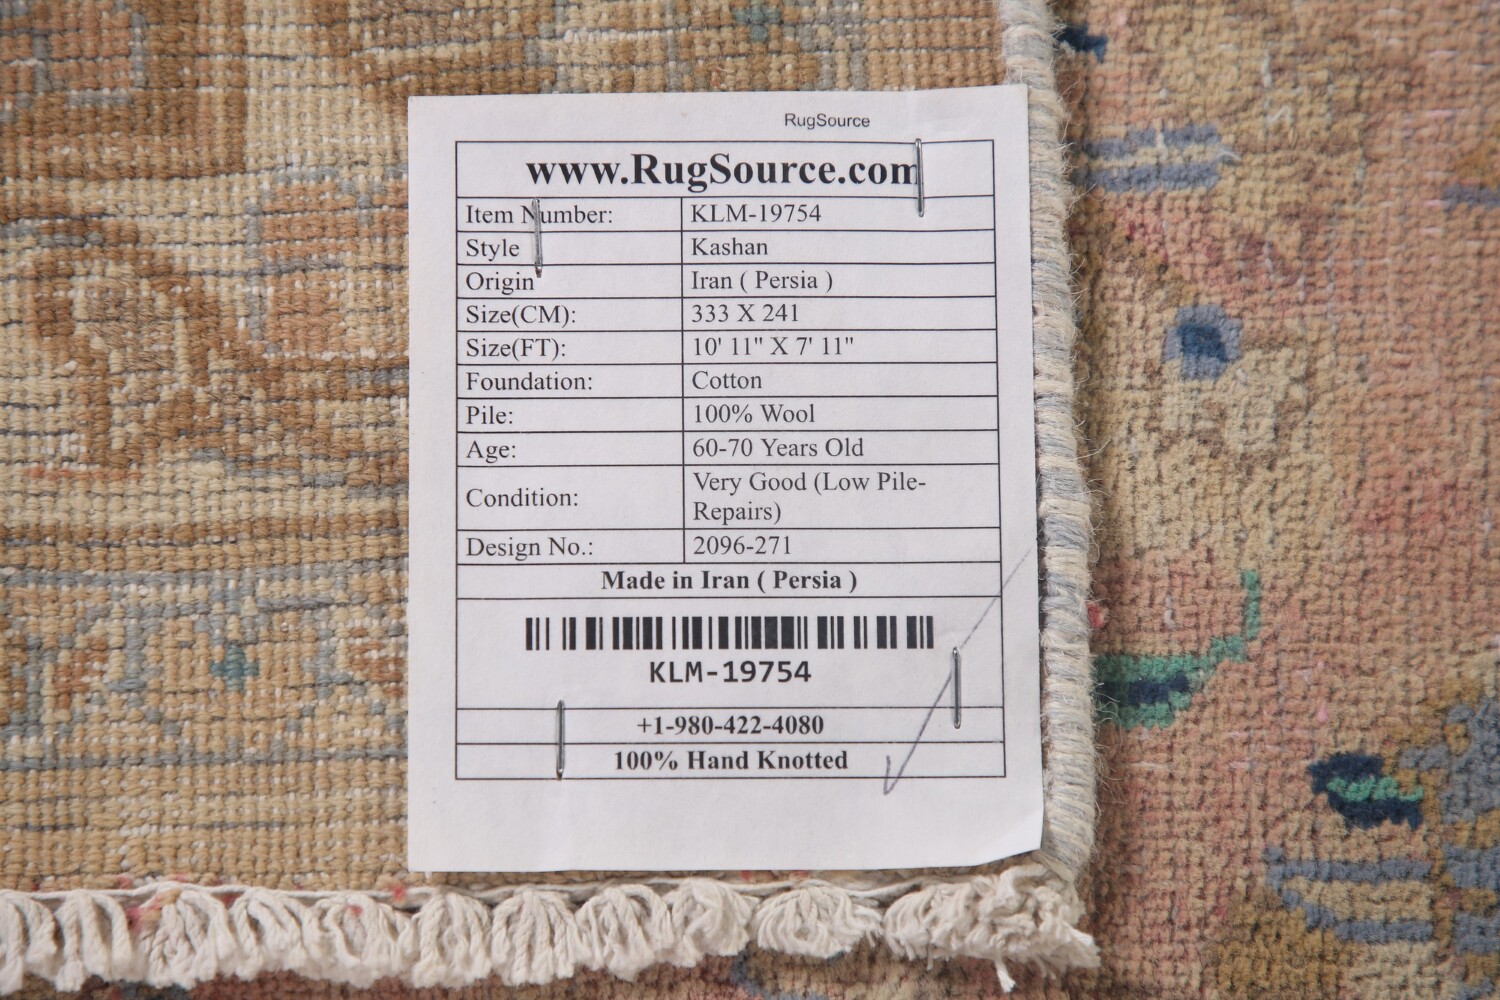 RugSource
www.RugSource.com
Item Number: KLM-19754
Style Kashan
Origin Iran ( Persia )
Size(CM): 333 X 241
Size(FT): 10' 11" X 7' 11"
Foundation: Cotton
Pile: 100% Wool
Age: 60-70 Years Old
Condition: Very Good (Low Pile-
Repairs)
Design No.: 2096-271
Made in Iran ( Persia )
KLM-19754
+1-980-422-4080
100% Hand Knotted